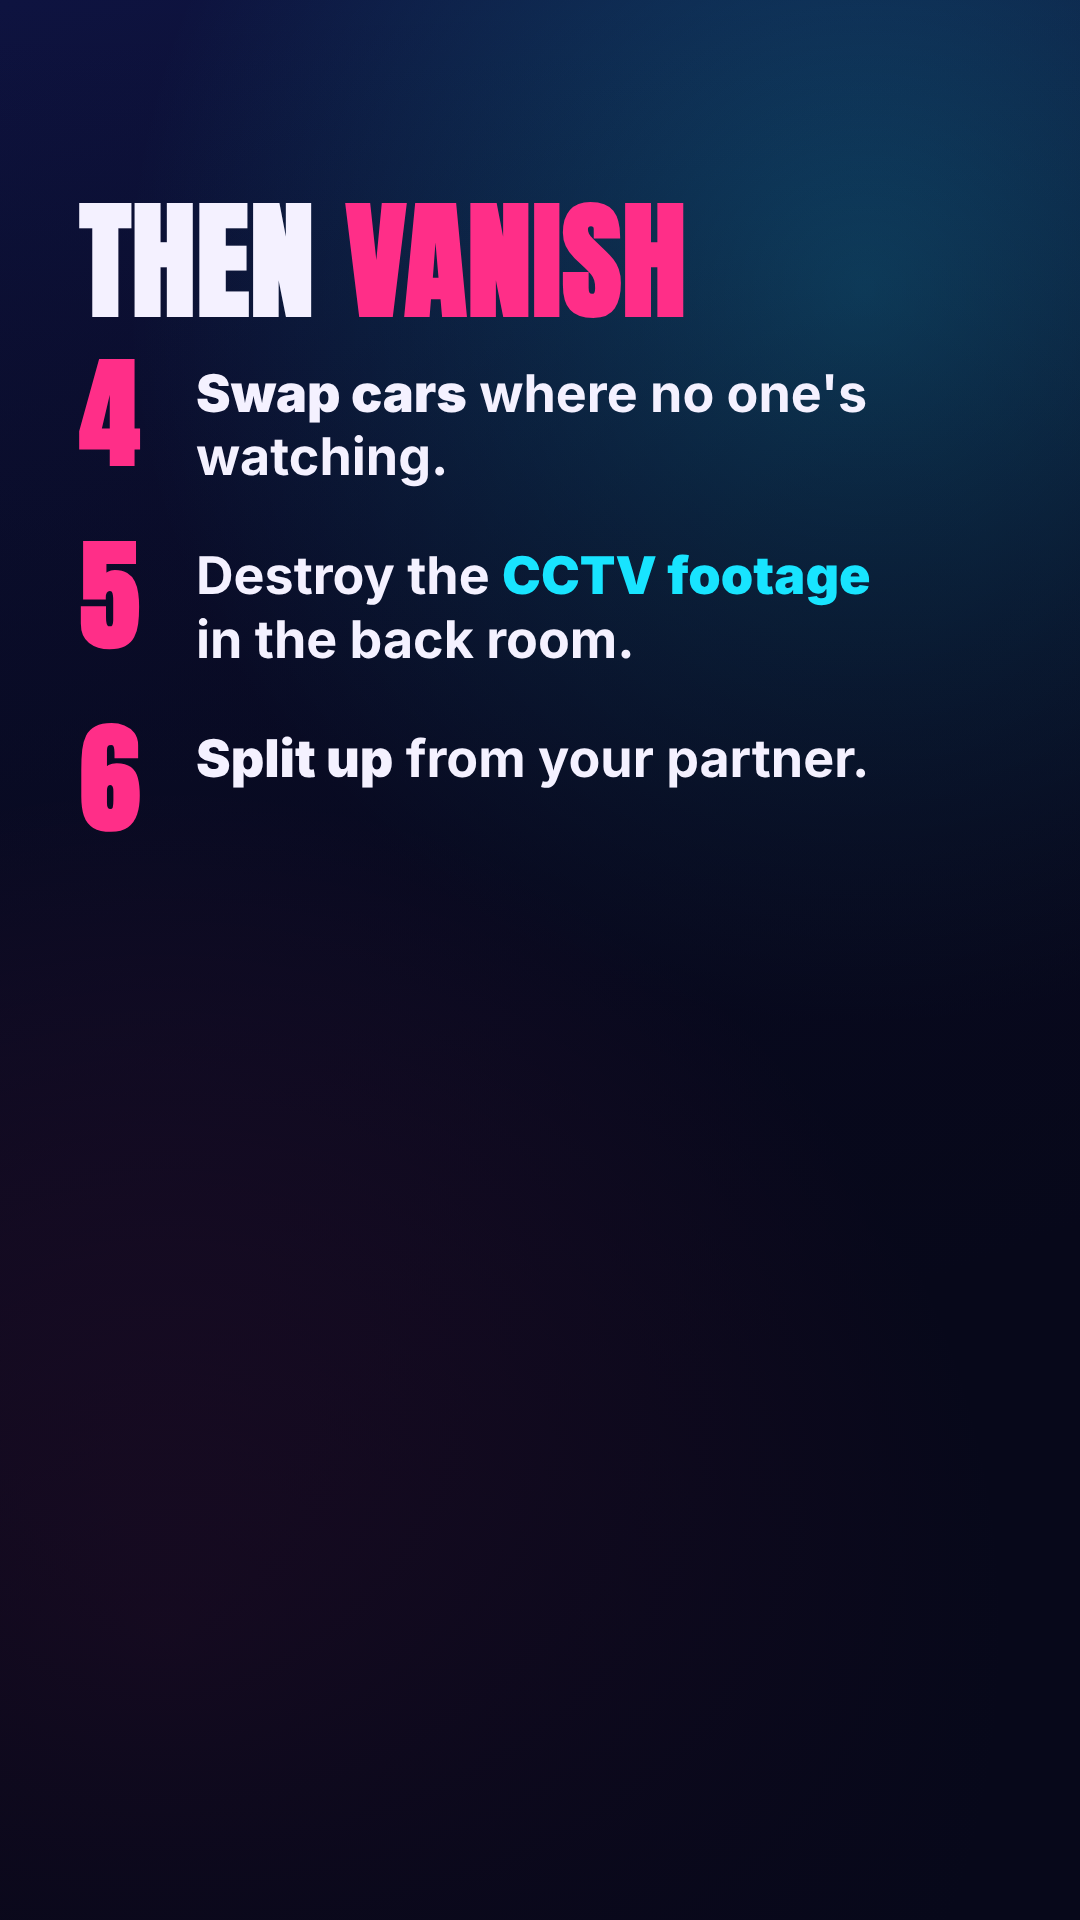 THEN VANISH
4 Swap cars where no one's
watching.
5 Destroy the CCTV footage
in the back room.
6 Split up from your partner.